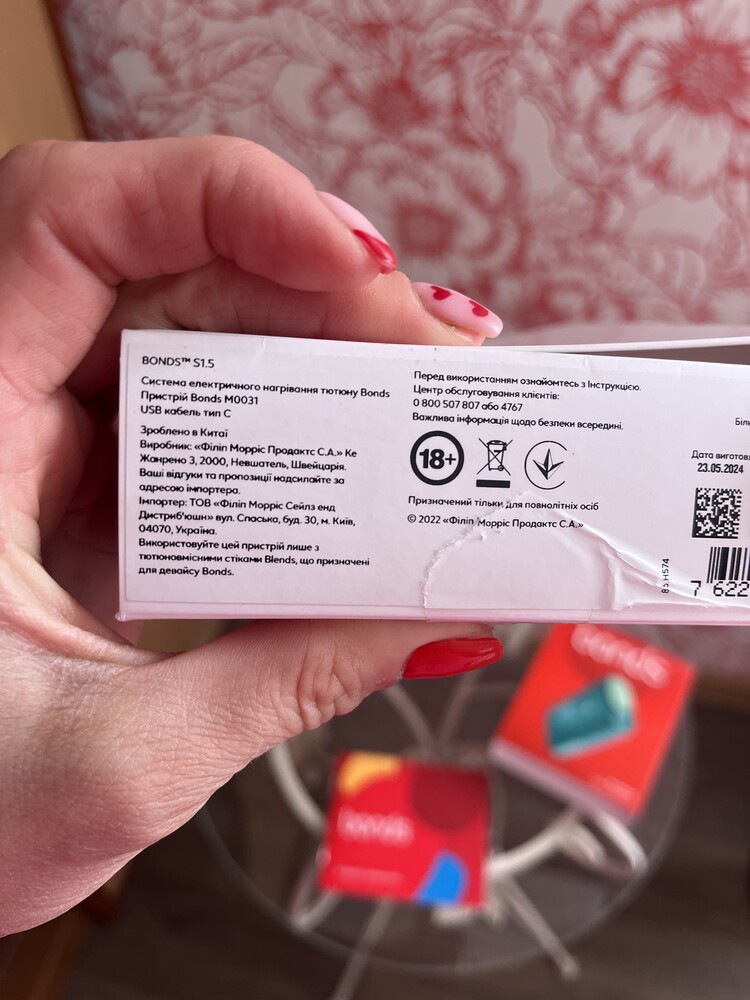 BONDS™ S1.5
Система електричного нагрівання тютюну Bonds
Пристрій Bonds M0031
USB кабель тип C
Зроблено в Китаї
Виробник: «Філіп Морріс Продактс С.А.» Ке
Жанрено 3, 2000, Невшатель, Швейцарія.
Ваші відгуки та пропозиції надсилайте за
адресою імпортера.
Імпортер: ТОВ «Філіп Морріс Сейлз енд
Дистриб'юшн» вул. Спаська, буд. 30, м. Київ,
04070, Україна.
Використовуйте цей пристрій лише з
тютюновмісними стіками Blends, що призначені
для девайсу Bonds.
Перед використанням ознайомтесь з Інструкцією.
Центр обслуговування клієнтів:
0 800 507 807 або 4767
Важлива інформація щодо безпеки всередині.
18+
Призначений тільки для повнолітніх осіб
© 2022 «Філіп Морріс Продактс С.А.»
Біль
Дата виготовл
23.05.2024
7 622
bonds
bonds